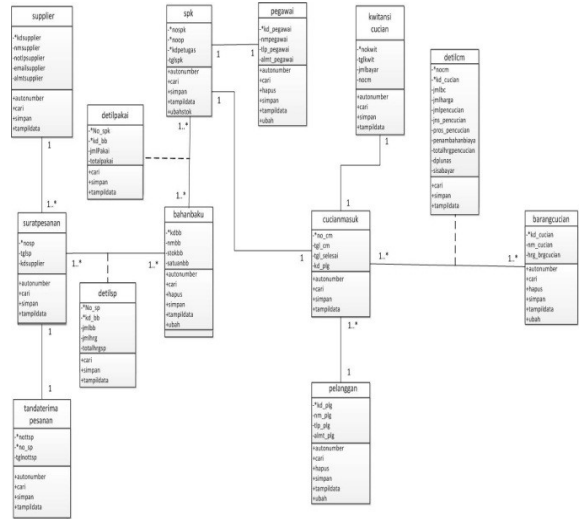 supplier
-*kdsupplier
-nmsupplier
-notlpsupplier
-emailsupplier
-almtsupplier
+autonumber
+cari
+simpan
+tampildata
1
1..*
spk
-*nospk
-*noop
-*kdpetugas
-tglspk
+autonumber
+cari
+simpan
+tampildata
+ubahstok
1
1
1..*
pegawai
-*kd_pegawai
-nmpegawai
-tlp_pegawai
-almt_pegawai
+autonumber
+cari
+hapus
+simpan
+tampildata
+ubah
kwitansi
cucian
-*nokwit
-tglkwit
-jmlbayar
-nocm
+autonumber
+cari
+simpan
+tampildata
1
1
detilcm
-*nocm
-*kd_cucian
-jmlbc
-jmlharga
-jmlpencucian
-jns_pencucian
-pros_pencucian
-penambahanbiaya
-totalhrgpencucian
-dplunas
-sisabayar
+cari
+simpan
+tampildata
detilpakai
-*No_spk
-*kd_bb
-jmlPakai
-totalpakai
+cari
+simpan
+tampildata
1..*
suratpesanan
-*nosp
-tglsp
-kdsupplier
+autonumber
+cari
+simpan
+tampildata
1..*
1..*
1
1
bahanbaku
-*kdbb
-nmbb
-stokbb
-satuanbb
+autonumber
+cari
+hapus
+simpan
+tampildata
+ubah
detilsp
-*No_sp
-*kd_bb
-jmlbb
-jmlhrg
-totalhrgsp
+cari
+simpan
+tampildata
1
cucianmasuk
-*no_cm
-tgl_cm
-tgl_selesai
-kd_plg
+autonumber
+cari
+simpan
+tampildata
1..*
1..*
1..*
1
barangcucian
-*kd_cucian
-nm_cucian
-hrg_brgcucian
+autonumber
+cari
+hapus
+simpan
+tampildata
+ubah
tandaterima
pesanan
-*nottsp
-*no_sp
-tglnottsp
+autonumber
+cari
+simpan
+tampildata
pelanggan
-*kd_plg
-nm_plg
-tlp_plg
-almt_plg
+autonumber
+cari
+hapus
+simpan
+tampildata
+ubah